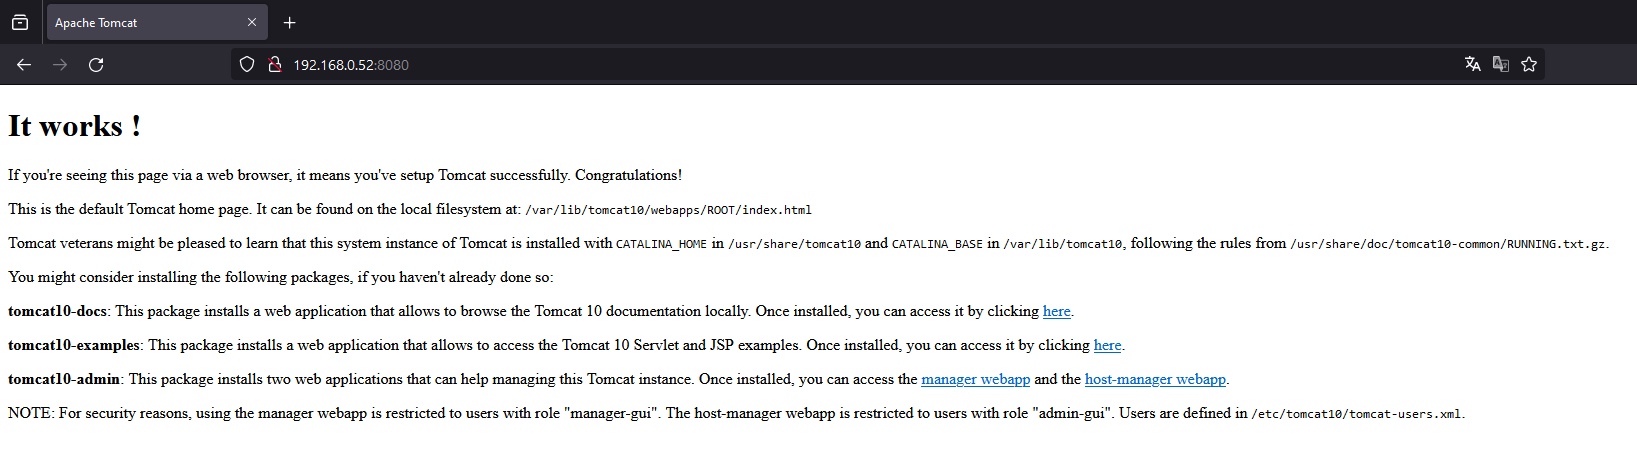 Apache Tomcat
192.168.0.52:8080
It works !
If you're seeing this page via a web browser, it means you've setup Tomcat successfully. Congratulations!
This is the default Tomcat home page. It can be found on the local filesystem at: /var/lib/tomcat10/webapps/ROOT/index.html
Tomcat veterans might be pleased to learn that this system instance of Tomcat is installed with CATALINA_HOME in /usr/share/tomcat10 and CATALINA_BASE in /var/lib/tomcat10, following the rules from /usr/share/doc/tomcat10-common/RUNNING.txt.gz.
You might consider installing the following packages, if you haven't already done so:
tomcat10-docs: This package installs a web application that allows to browse the Tomcat 10 documentation locally. Once installed, you can access it by clicking here.
tomcat10-examples: This package installs a web application that allows to access the Tomcat 10 Servlet and JSP examples. Once installed, you can access it by clicking here.
tomcat10-admin: This package installs two web applications that can help managing this Tomcat instance. Once installed, you can access the manager webapp and the host-manager webapp.
NOTE: For security reasons, using the manager webapp is restricted to users with role "manager-gui". The host-manager webapp is restricted to users with role "admin-gui". Users are defined in /etc/tomcat10/tomcat-users.xml.